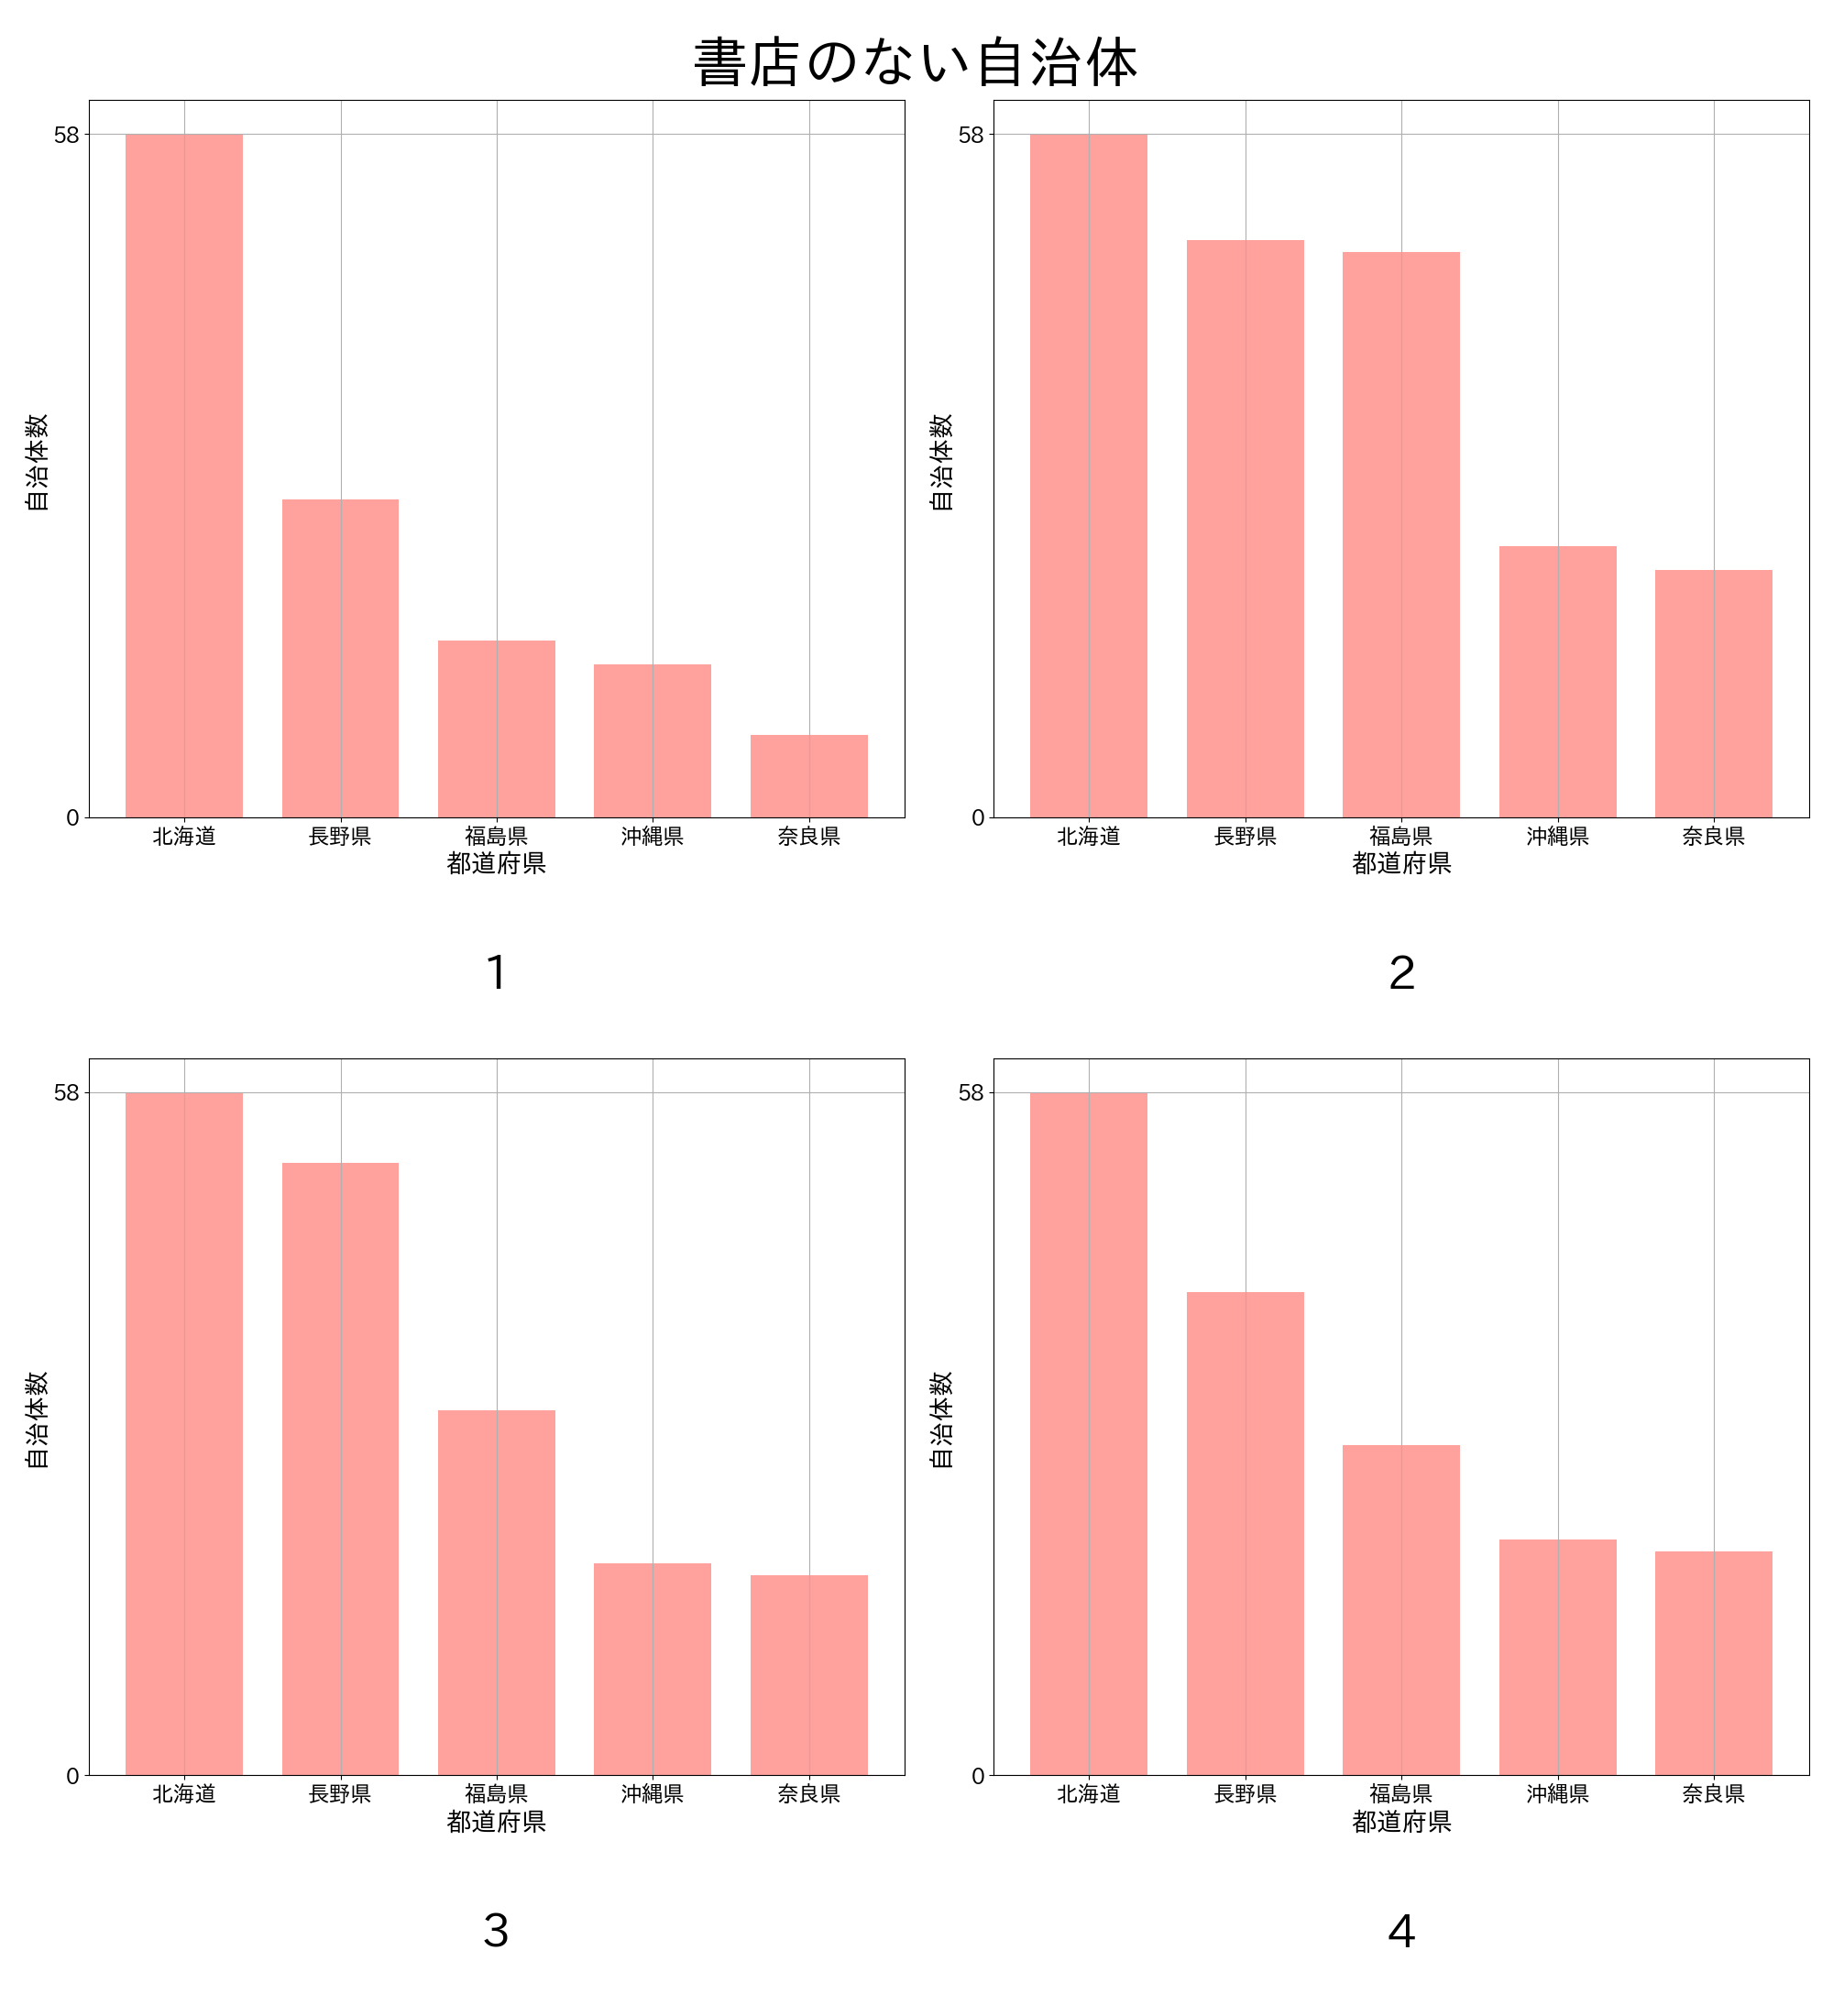 書店のない自治体
58
0
自治体数
北海道 長野県 福島県 沖縄県 奈良県
都道府県
1
58
0
自治体数
北海道 長野県 福島県 沖縄県 奈良県
都道府県
2
58
0
自治体数
北海道 長野県 福島県 沖縄県 奈良県
都道府県
3
58
0
自治体数
北海道 長野県 福島県 沖縄県 奈良県
都道府県
4